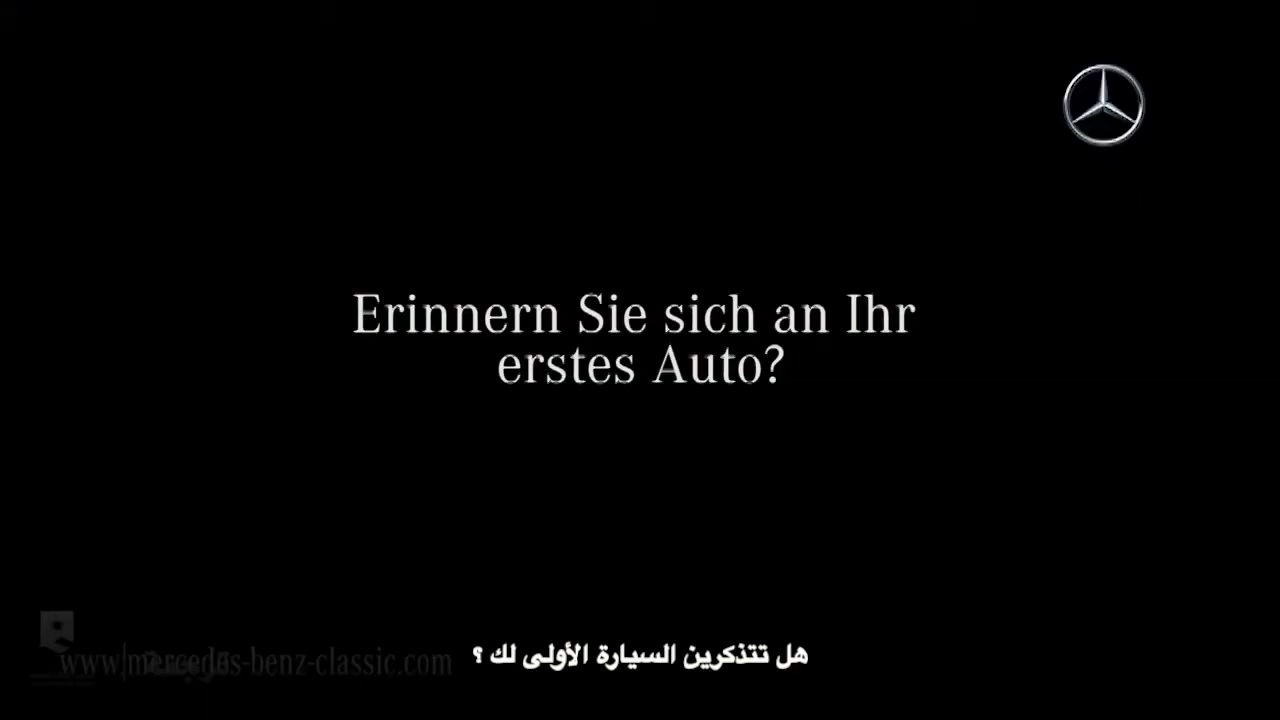 Erinnern Sie sich an Ihr
erstes Auto?
هل تتذكرين السيارة الأولى لك ؟
www.mercedes-benz-classic.com